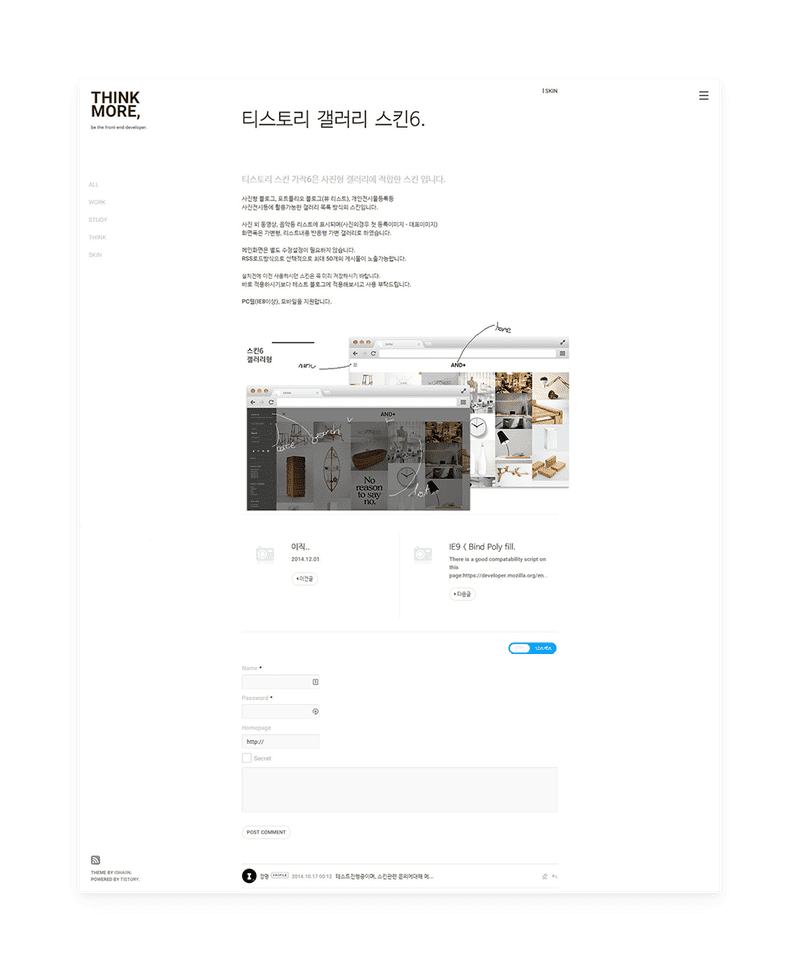 THINK
MORE,
be the front-end developer.
| SKIN
티스토리 갤러리 스킨6.
ALL
WORK
STUDY
THINK
SKIN
티스토리 스킨 가작6은 사진형 갤러리에 적합한 스킨 입니다.
사진형 블로그, 포트폴리오 블로그(뷰 리스트), 개인전시물등록등
사진전시등에 활용가능한 갤러리 목록 방식의 스킨입니다.
사진 외 동영상, 음악등 리스트에 표시되며(사진의경우 첫 등록이미지 - 대표이미지)
화면폭은 가변형, 리스트내용 반응형 가변 갤러리로 하였습니다.
메인화면은 별도 수정설정이 필요하지 않습니다.
RSS로드방식으로 선택적으로 최대 50개의 게시물이 노출가능합니다.
설치전에 이전 사용하시던 스킨은 꼭 미리 저장하시기 바랍니다.
바로 적용하시기보다 테스트 블로그에 적용해보시고 사용 부탁드립니다.
PC웹(IE8이상), 모바일을 지원합니다.
스킨6
갤러리형
menu
home
AND+
AND+
No
reason
to say
no.
이직..
2014.12.01
이전글
IE9 < Bind Poly fill.
There is a good compatability script on
this
page:https://developer.mozilla.org/en...
다음글
Name *
Password *
Homepage
http://
Secret
POST COMMENT
PROFILE
2014.10.17 00:12
테스트진행중이며, 스킨관련 문의에대해 메...
THEME BY ISHAIIN.
POWERED BY TISTORY.